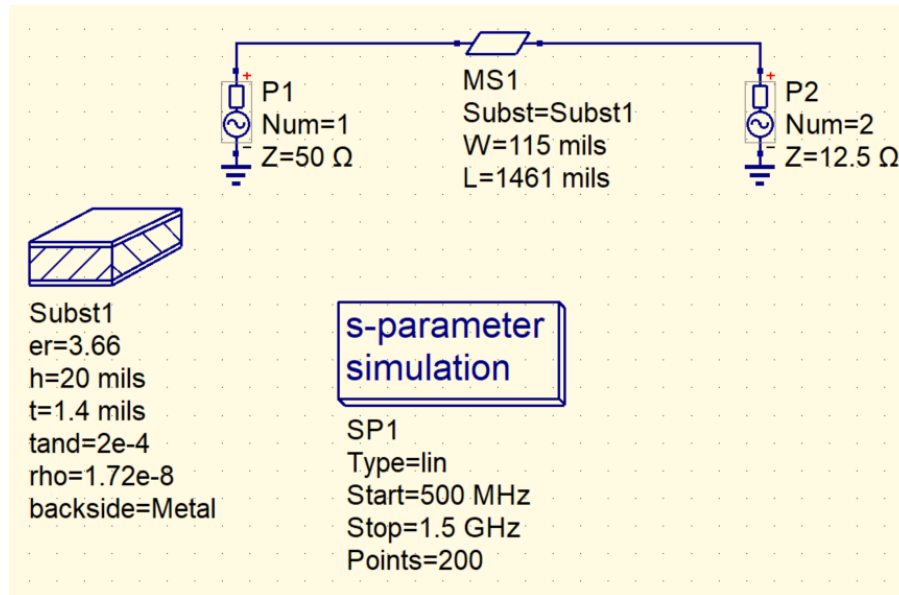 P1
Num=1
Z=50 Ω
MS1
Subst=Subst1
W=115 mils
L=1461 mils
P2
Num=2
Z=12.5 Ω
Subst1
er=3.66
h=20 mils
t=1.4 mils
tand=2e-4
rho=1.72e-8
backside=Metal
s-parameter
simulation
SP1
Type=lin
Start=500 MHz
Stop=1.5 GHz
Points=200